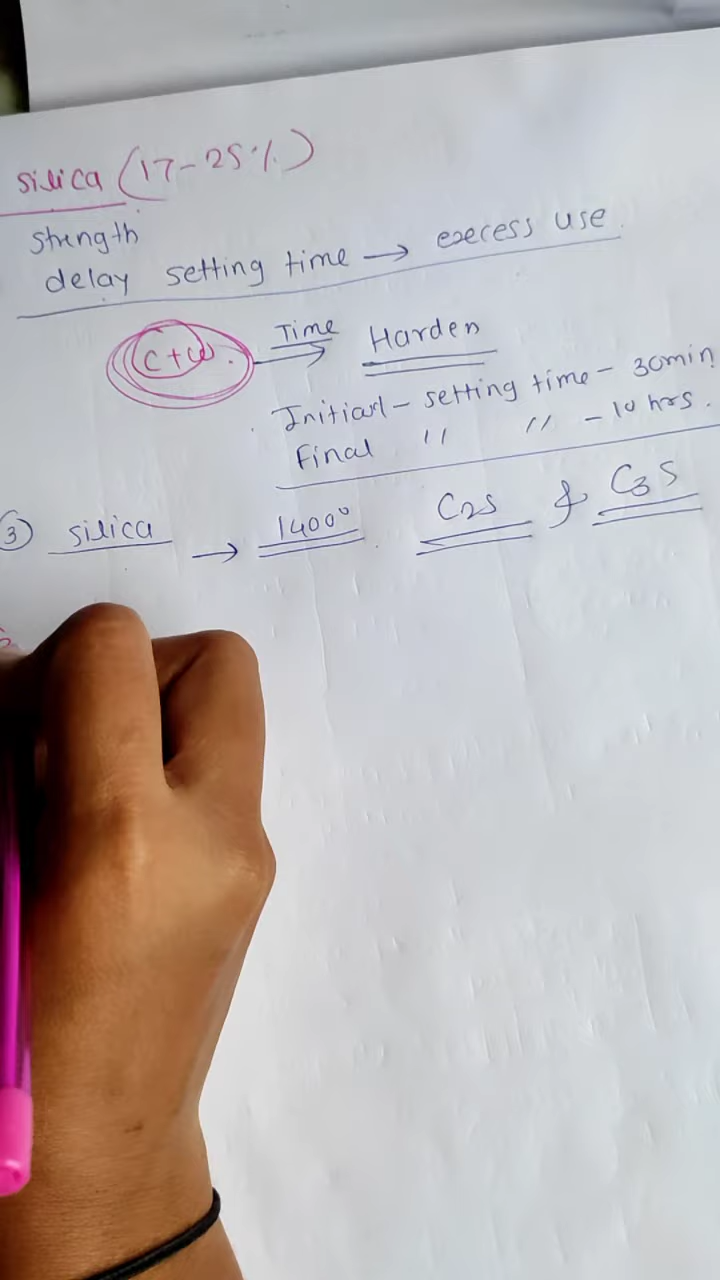 silica (17-25%)
strength
delay setting time → execess use.
C+W. Time → Harden
Initial - setting time - 30min
Final " " - 10 hrs.
③ silica → 1400° C2S & C3S